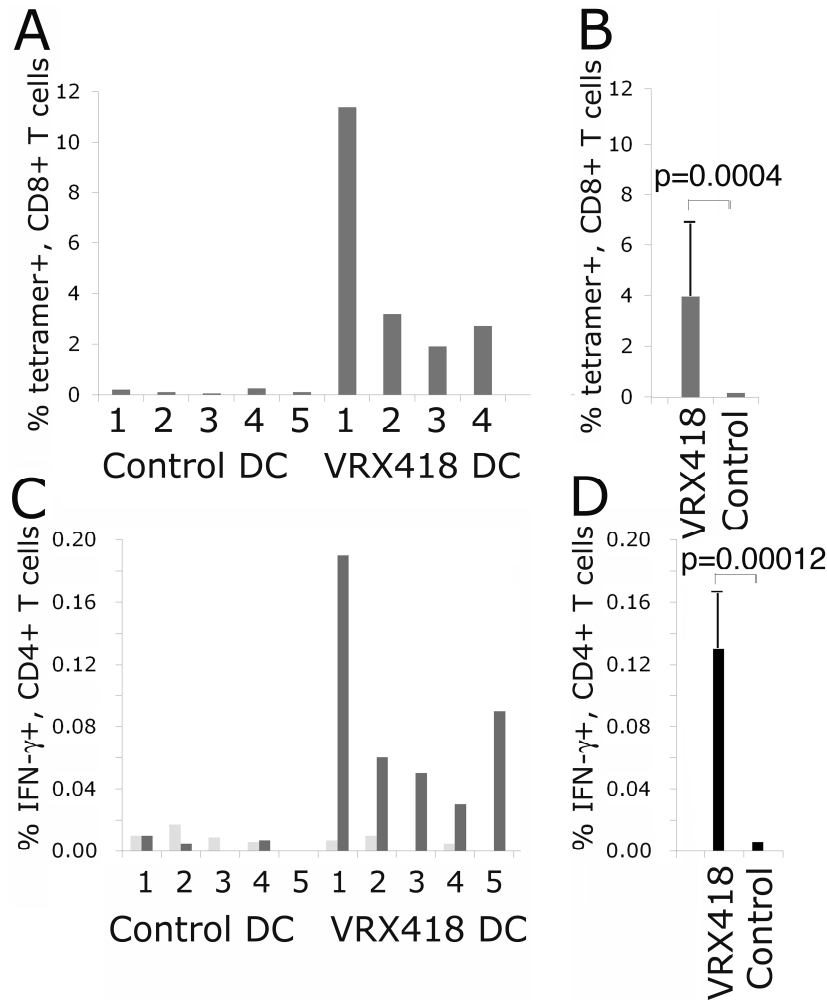 A
% tetramer+, CD8+ T cells
12
10
8
6
4
2
0
1 2 3 4 5 1 2 3 4
Control DC VRX418 DC
B
% tetramer+, CD8+ T cells
12
10
8
6
4
2
0
p=0.0004
VRX418
Control
C
% IFN-γ+, CD4+ T cells
0.20
0.16
0.12
0.08
0.04
0.00
1 2 3 4 5 1 2 3 4 5
Control DC VRX418 DC
D
% IFN-γ+, CD4+ T cells
0.20
0.16
0.12
0.08
0.04
0.00
p=0.00012
VRX418
Control